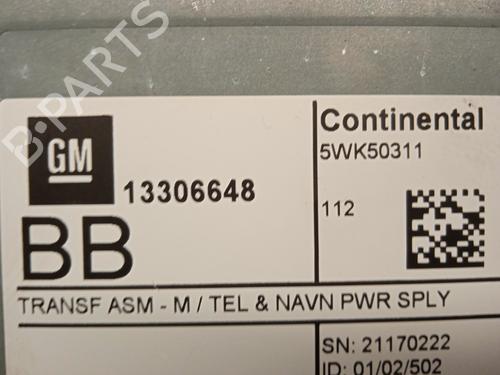 B-PARTS
GM
13306648
BB
Continental
5WK50311
112
TRANSF ASM - M / TEL & NAVN PWR SPLY
SN: 21170222
ID: 01/02/502